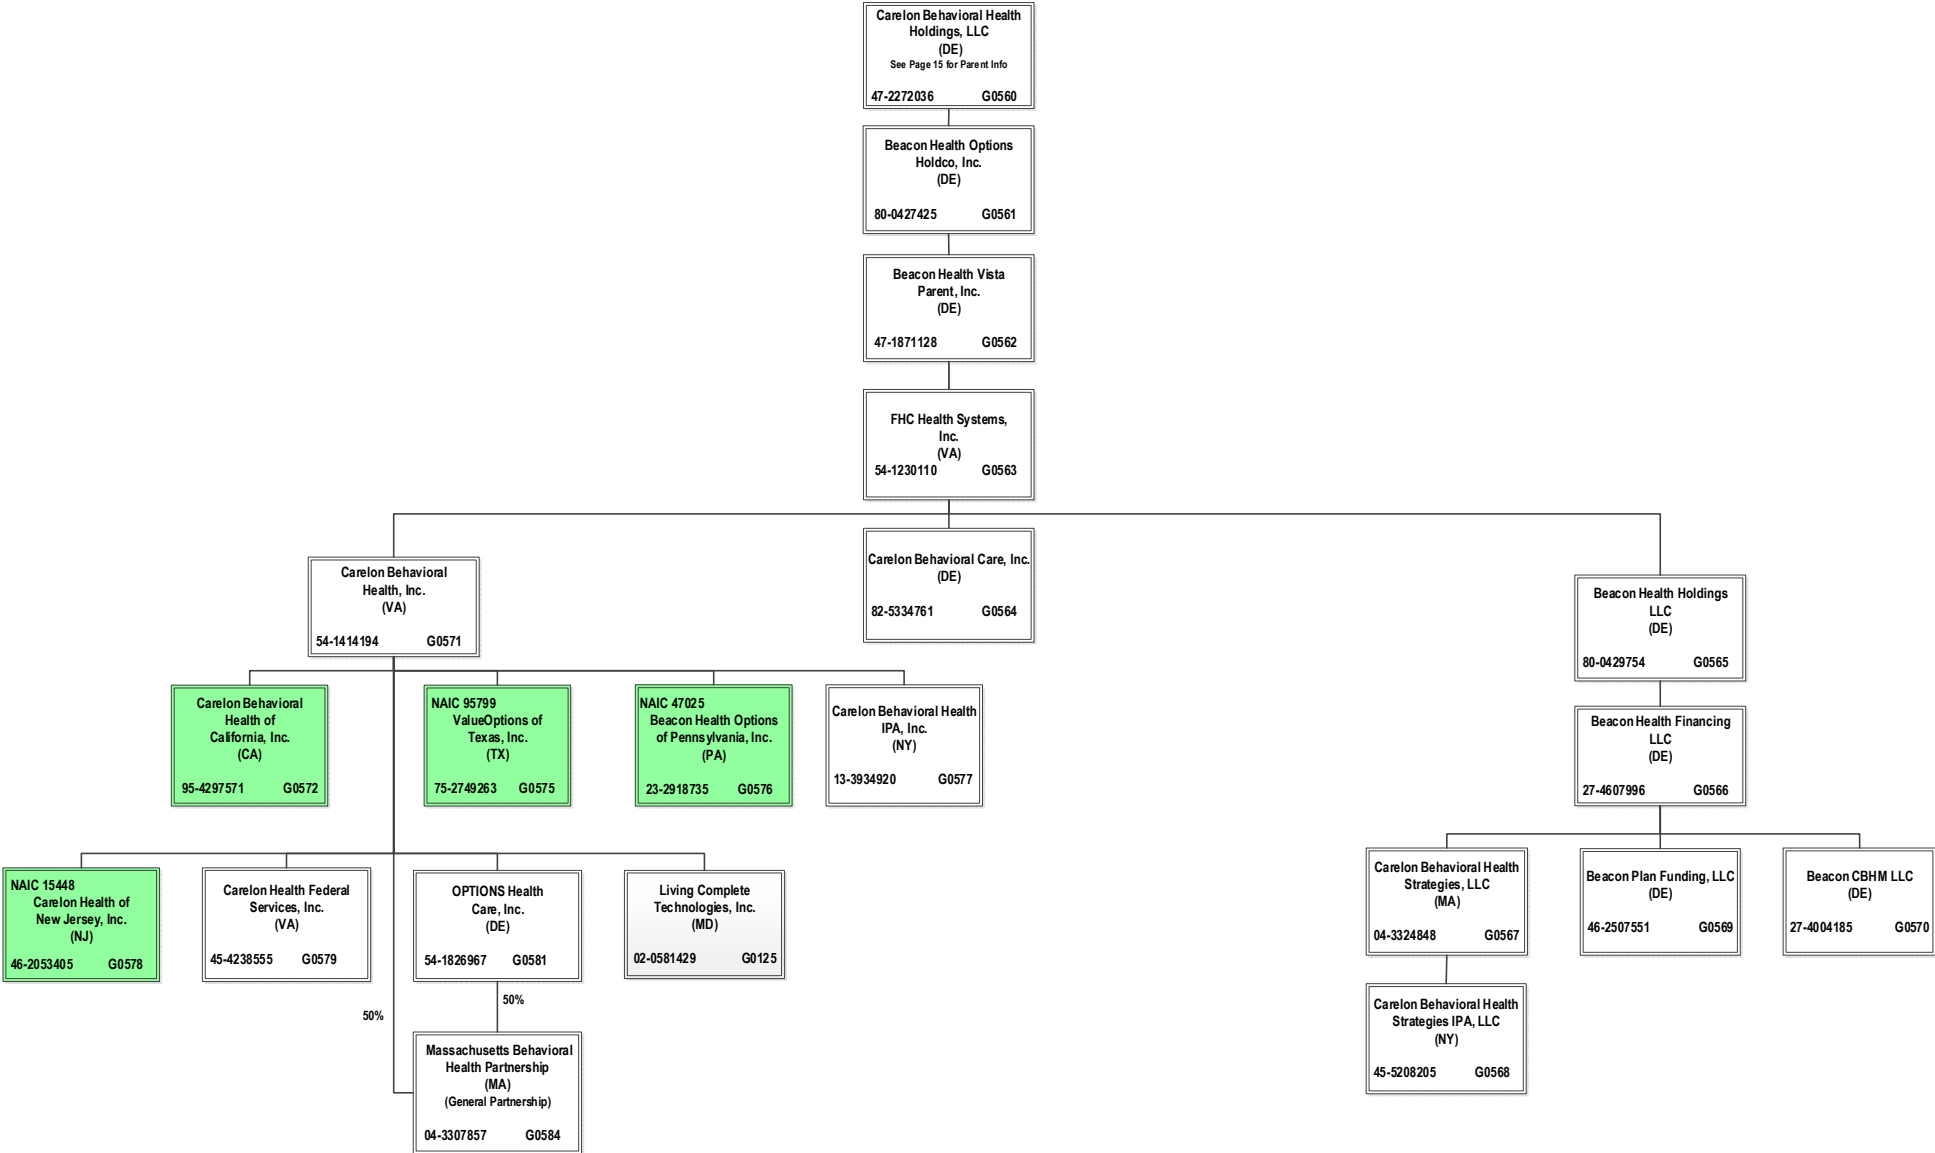 Carelon Behavioral Health
Holdings, LLC
(DE)
See Page 15 for Parent Info
47-2272036 G0560
Beacon Health Options
Holdco, Inc.
(DE)
80-0427425 G0561
Beacon Health Vista
Parent, Inc.
(DE)
47-1871128 G0562
FHC Health Systems,
Inc.
(VA)
54-1230110 G0563
Carelon Behavioral
Health, Inc.
(VA)
54-1414194 G0571
Carelon Behavioral Care, Inc.
(DE)
82-5334761 G0564
Beacon Health Holdings
LLC
(DE)
80-0429754 G0565
Carelon Behavioral
Health of
California, Inc.
(CA)
95-4297571 G0572
NAIC 95799
ValueOptions of
Texas, Inc.
(TX)
75-2749263 G0575
NAIC 47025
Beacon Health Options
of Pennsylvania, Inc.
(PA)
23-2918735 G0576
Carelon Behavioral Health
IPA, Inc.
(NY)
13-3934920 G0577
Beacon Health Financing
LLC
(DE)
27-4607996 G0566
NAIC 15448
Carelon Health of
New Jersey, Inc.
(NJ)
46-2053405 G0578
Carelon Health Federal
Services, Inc.
(VA)
45-4238555 G0579
OPTIONS Health
Care, Inc.
(DE)
54-1826967 G0581
Living Complete
Technologies, Inc.
(MD)
02-0581429 G0125
Carelon Behavioral Health
Strategies, LLC
(MA)
04-3324848 G0567
Beacon Plan Funding, LLC
(DE)
46-2507551 G0569
Beacon CBHM LLC
(DE)
27-4004185 G0570
50%
50%
Massachusetts Behavioral
Health Partnership
(MA)
(General Partnership)
04-3307857 G0584
Carelon Behavioral Health
Strategies IPA, LLC
(NY)
45-5208205 G0568